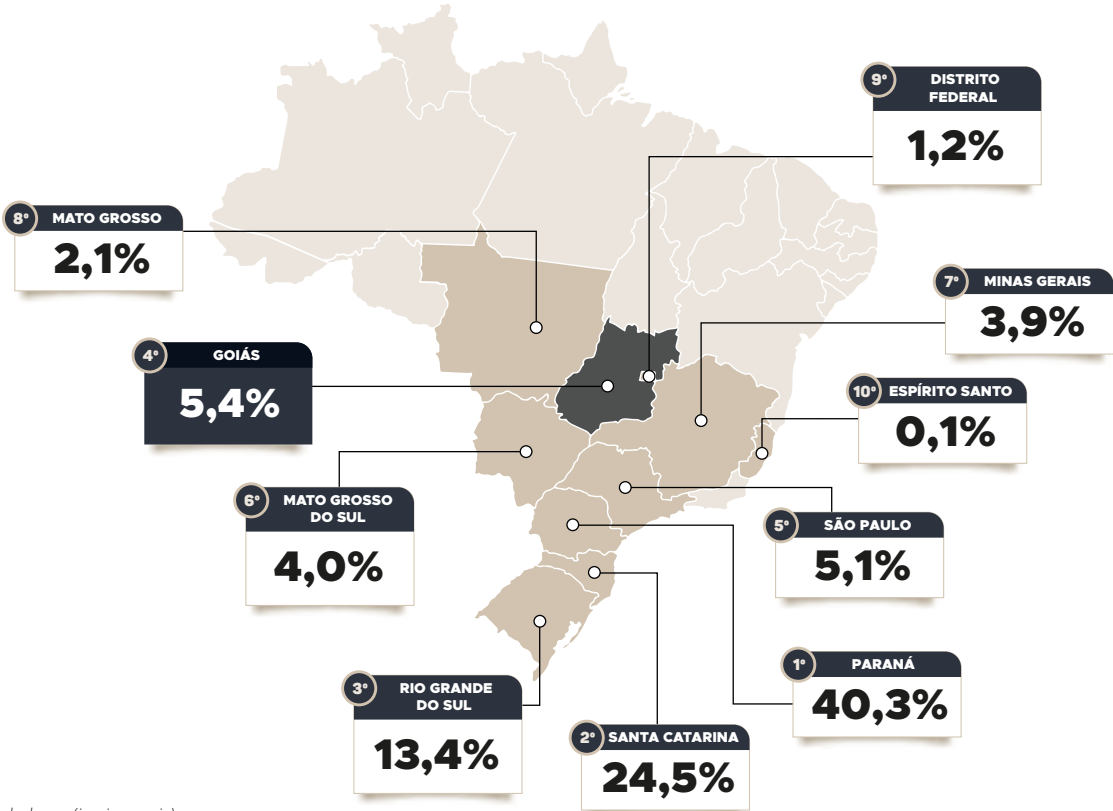 9º DISTRITO
FEDERAL
1,2%
8º MATO GROSSO
2,1%
7º MINAS GERAIS
3,9%
4º GOIÁS
5,4%
10º ESPÍRITO SANTO
0,1%
6º MATO GROSSO
DO SUL
4,0%
5º SÃO PAULO
5,1%
1º PARANÁ
40,3%
3º RIO GRANDE
DO SUL
13,4%
2º SANTA CATARINA
24,5%